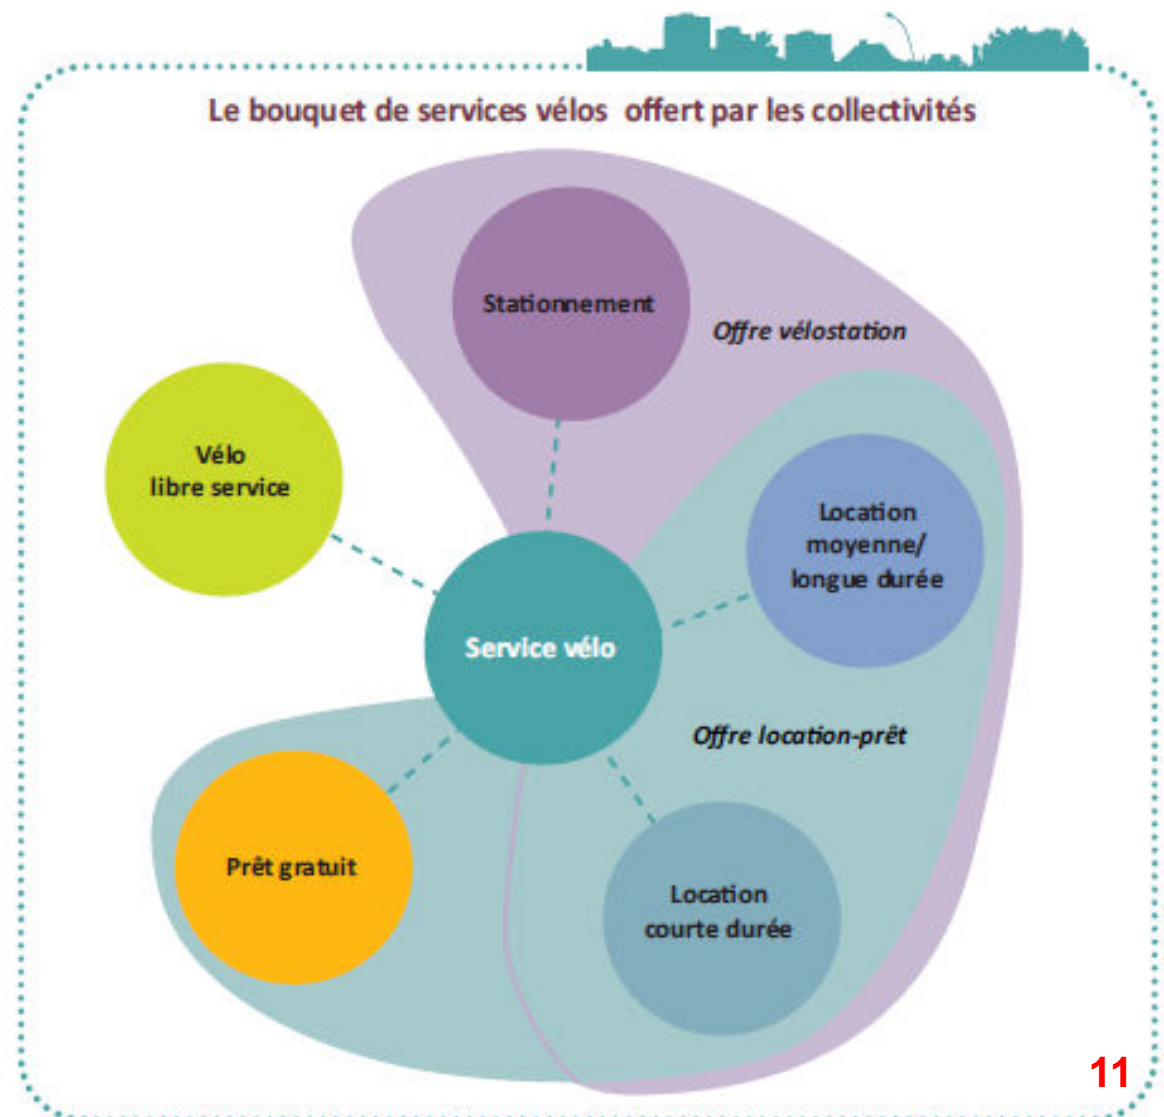 Le bouquet de services vélos offert par les collectivités
Stationnement
Offre vélostation
Vélo
libre service
Location
moyenne/
longue durée
Service vélo
Offre location-prêt
Prêt gratuit
Location
courte durée
11